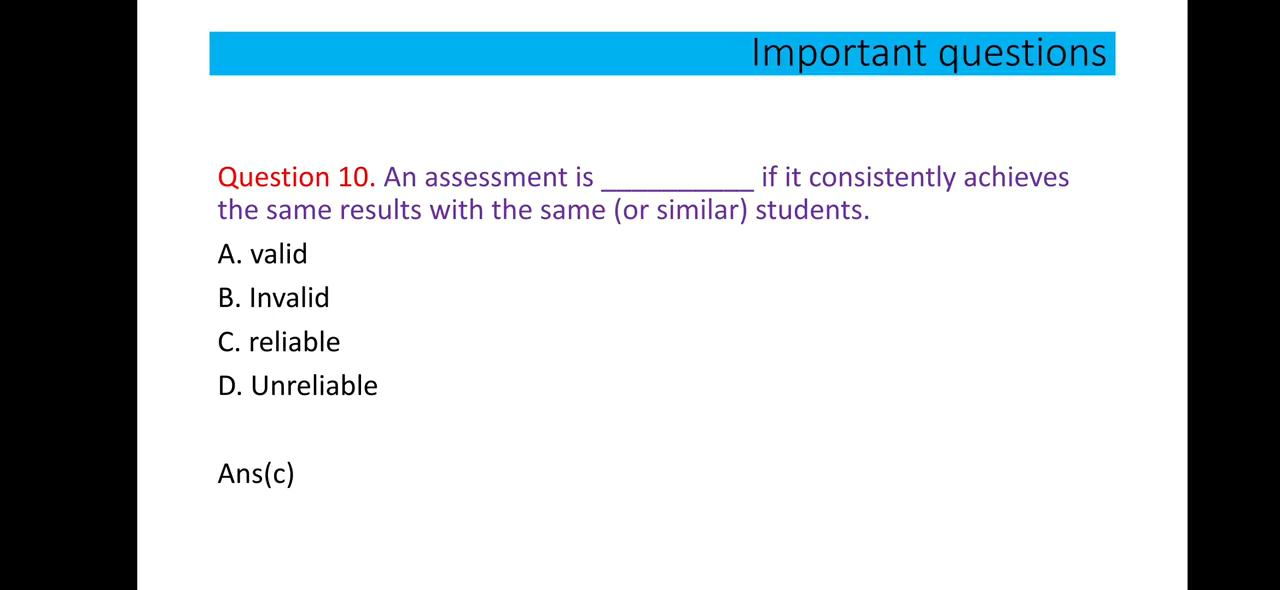 Important questions
Question 10. An assessment is __________ if it consistently achieves
the same results with the same (or similar) students.
A. valid
B. Invalid
C. reliable
D. Unreliable
Ans(c)